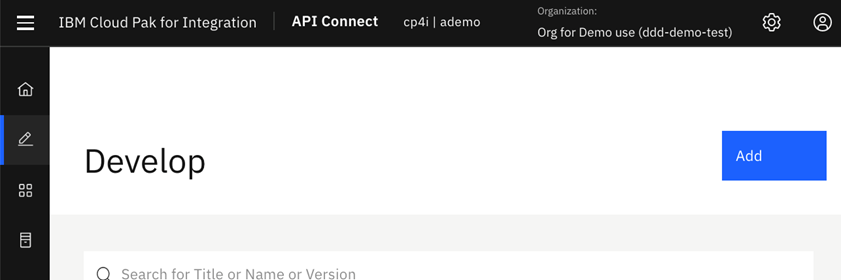 IBM Cloud Pak for Integration API Connect cp4i | ademo
Organization:
Org for Demo use (ddd-demo-test)
Develop
Add
Search for Title or Name or Version